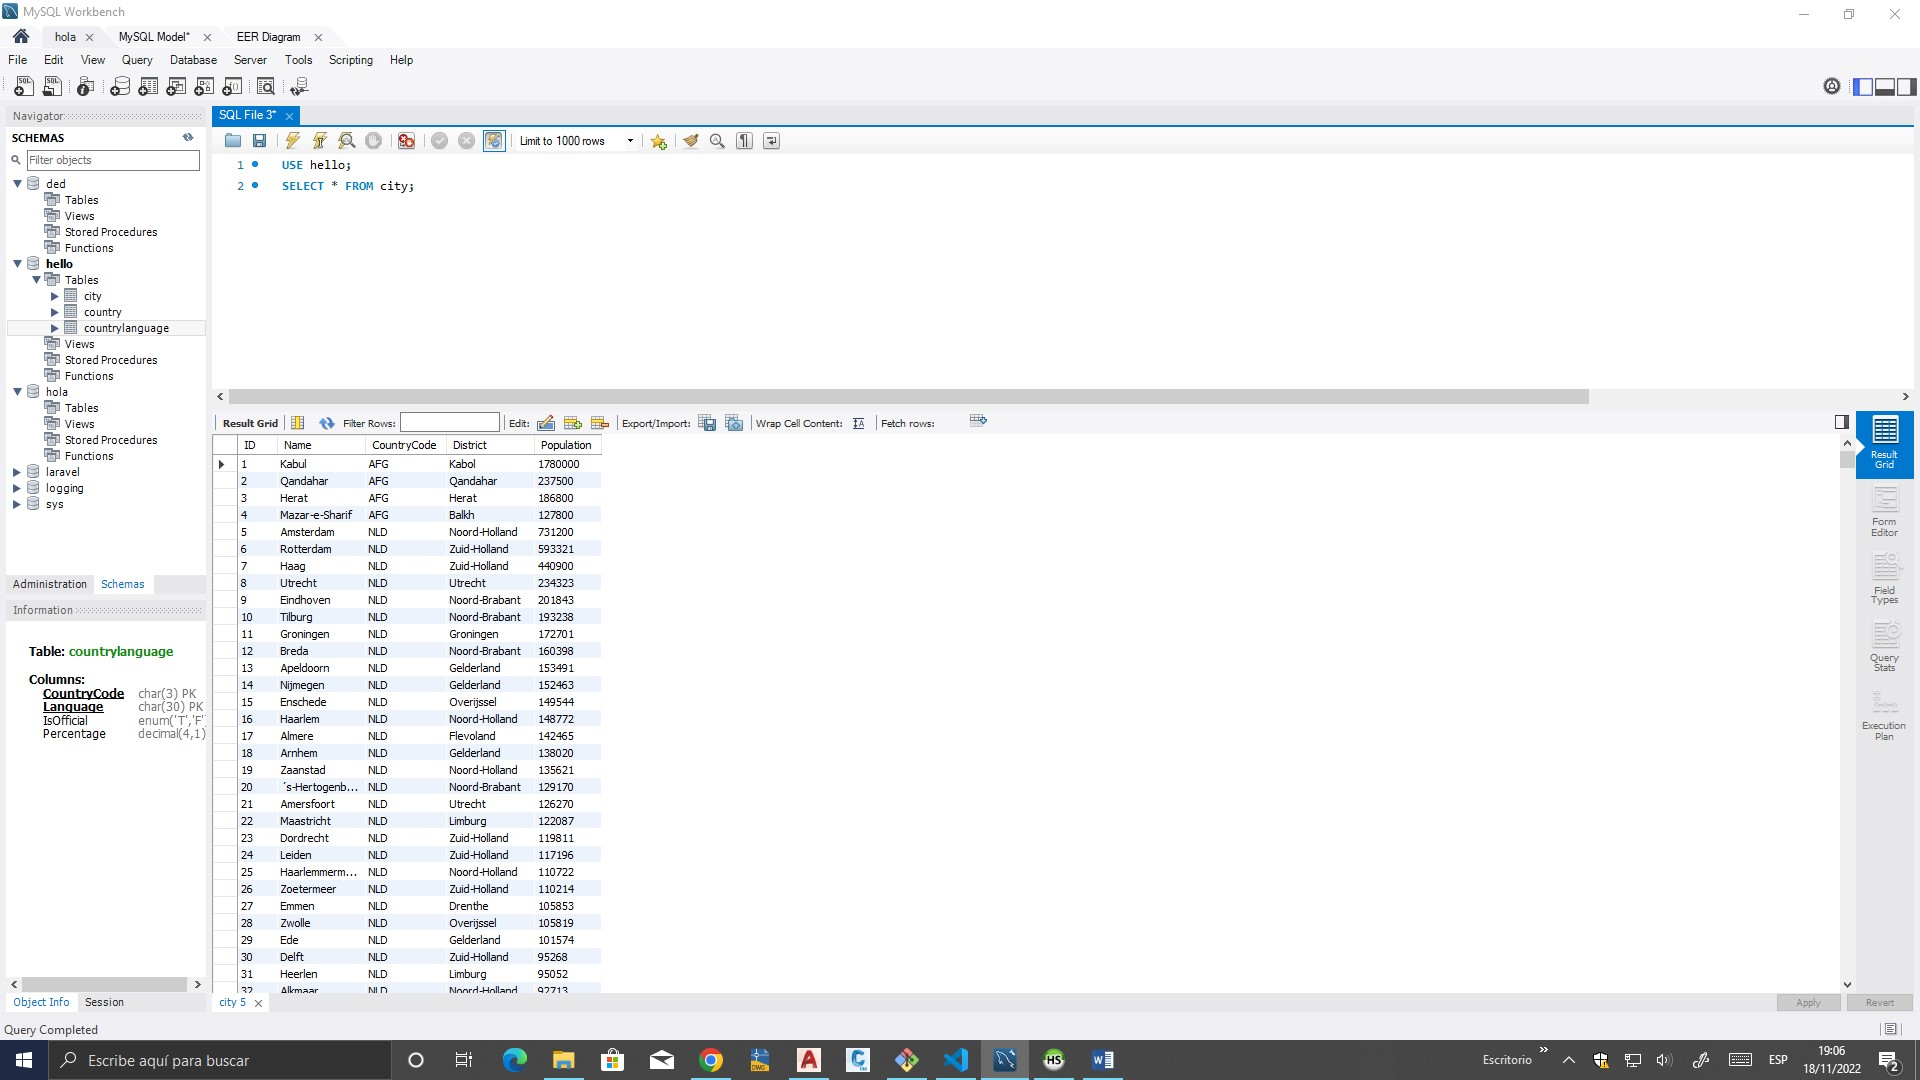 MySQL Workbench
hola
MySQL Model*
EER Diagram
File Edit View Query Database Server Tools Scripting Help
Navigator
SCHEMAS
Filter objects
ded
Tables
Views
Stored Procedures
Functions
hello
Tables
city
country
countrylanguage
Views
Stored Procedures
Functions
hola
Tables
Views
Stored Procedures
Functions
laravel
logging
sys
Administration Schemas
Information
Table: countrylanguage
Columns:
CountryCode char(3) PK
Language char(30) PK
IsOfficial enum('T','F')
Percentage decimal(4,1)
Object Info Session
SQL File 3*
Limit to 1000 rows
1 USE hello;
2 SELECT * FROM city;
Result Grid Filter Rows: Edit: Export/Import: Wrap Cell Content: Fetch rows:
ID Name CountryCode District Population
1 Kabul AFG Kabol 1780000
2 Qandahar AFG Qandahar 237500
3 Herat AFG Herat 186800
4 Mazar-e-Sharif AFG Balkh 127800
5 Amsterdam NLD Noord-Holland 731200
6 Rotterdam NLD Zuid-Holland 593321
7 Haag NLD Zuid-Holland 440900
8 Utrecht NLD Utrecht 234323
9 Eindhoven NLD Noord-Brabant 201843
10 Tilburg NLD Noord-Brabant 193238
11 Groningen NLD Groningen 172701
12 Breda NLD Noord-Brabant 160398
13 Apeldoorn NLD Gelderland 153491
14 Nijmegen NLD Gelderland 152463
15 Enschede NLD Overijssel 149544
16 Haarlem NLD Noord-Holland 148772
17 Almere NLD Flevoland 142465
18 Arnhem NLD Gelderland 138020
19 Zaanstad NLD Noord-Holland 135621
20 ´s-Hertogenb... NLD Noord-Brabant 129170
21 Amersfoort NLD Utrecht 126270
22 Maastricht NLD Limburg 122087
23 Dordrecht NLD Zuid-Holland 119811
24 Leiden NLD Zuid-Holland 117196
25 Haarlemmerm... NLD Noord-Holland 110722
26 Zoetermeer NLD Zuid-Holland 110214
27 Emmen NLD Drenthe 105853
28 Zwolle NLD Overijssel 105819
29 Ede NLD Gelderland 101574
30 Delft NLD Zuid-Holland 95268
31 Heerlen NLD Limburg 95052
32 Alkmaar NLD Noord-Holland 92713
city 5
Result
Grid
Form
Editor
Field
Types
Query
Stats
Execution
Plan
Apply Revert
Query Completed
Escribe aquí para buscar
Escritorio
ESP
19:06
18/11/2022
2